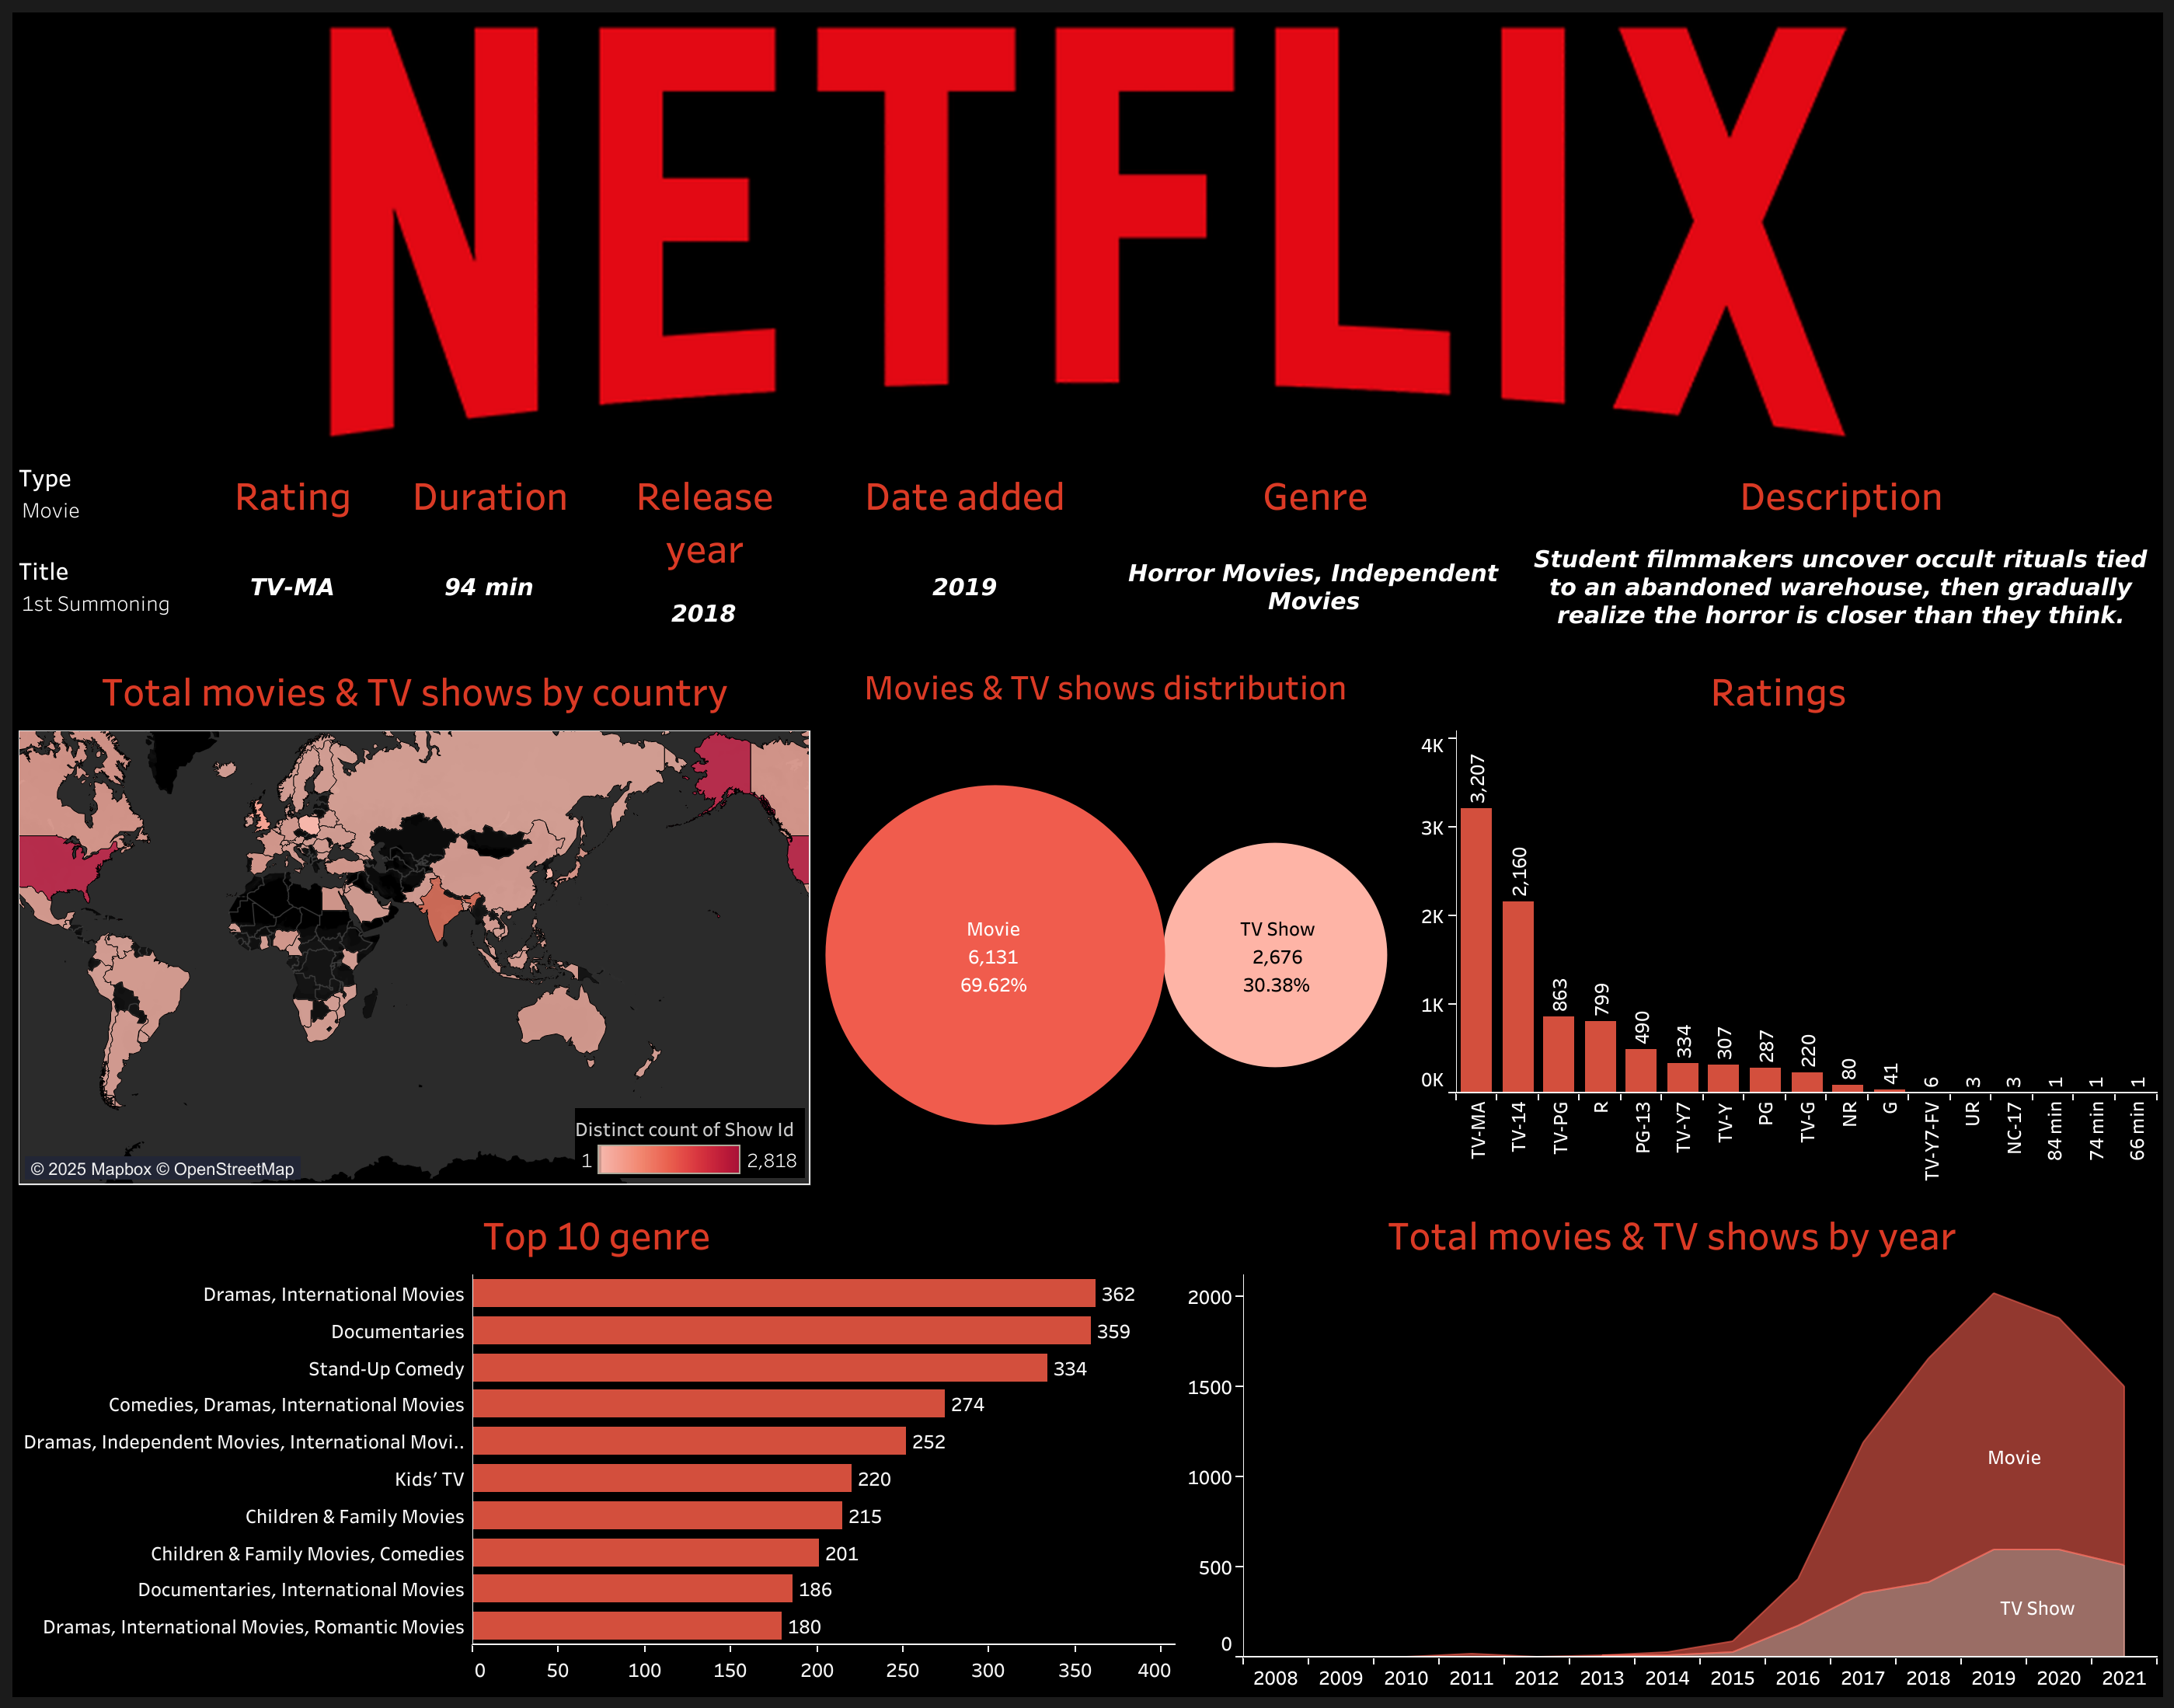 NETFLIX
Type
Movie
Title
1st Summoning
Rating
TV-MA
Duration
94 min
Release
year
2018
Date added
2019
Genre
Horror Movies, Independent
Movies
Description
Student filmmakers uncover occult rituals tied
to an abandoned warehouse, then gradually
realize the horror is closer than they think.
Total movies & TV shows by country
© 2025 Mapbox © OpenStreetMap
Distinct count of Show Id
1 2,818
Movies & TV shows distribution
Movie
6,131
69.62%
TV Show
2,676
30.38%
Ratings
4K
3K
2K
1K
0K
3,207
2,160
863
799
490
334
307
287
220
80
41
6
3
3
1
1
1
TV-MA
TV-14
TV-PG
R
PG-13
TV-Y7
TV-Y
PG
TV-G
NR
G
TV-Y7-FV
UR
NC-17
84 min
74 min
66 min
Top 10 genre
Dramas, International Movies 362
Documentaries 359
Stand-Up Comedy 334
Comedies, Dramas, International Movies 274
Dramas, Independent Movies, International Movi.. 252
Kids’ TV 220
Children & Family Movies 215
Children & Family Movies, Comedies 201
Documentaries, International Movies 186
Dramas, International Movies, Romantic Movies 180
0 50 100 150 200 250 300 350 400
Total movies & TV shows by year
2000
1500
1000
500
0
Movie
TV Show
2008 2009 2010 2011 2012 2013 2014 2015 2016 2017 2018 2019 2020 2021